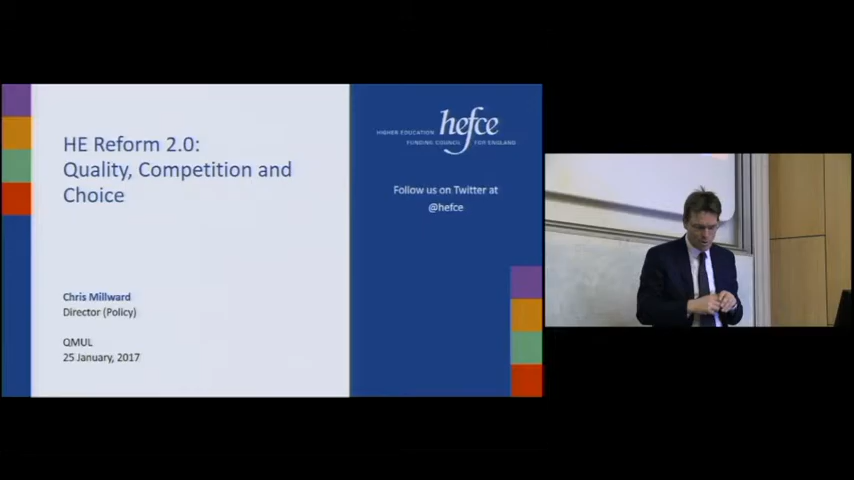 HE Reform 2.0:
Quality, Competition and
Choice
Chris Millward
Director (Policy)
QMUL
25 January, 2017
HIGHER EDUCATION hefce
FUNDING COUNCIL FOR ENGLAND
Follow us on Twitter at
@hefce